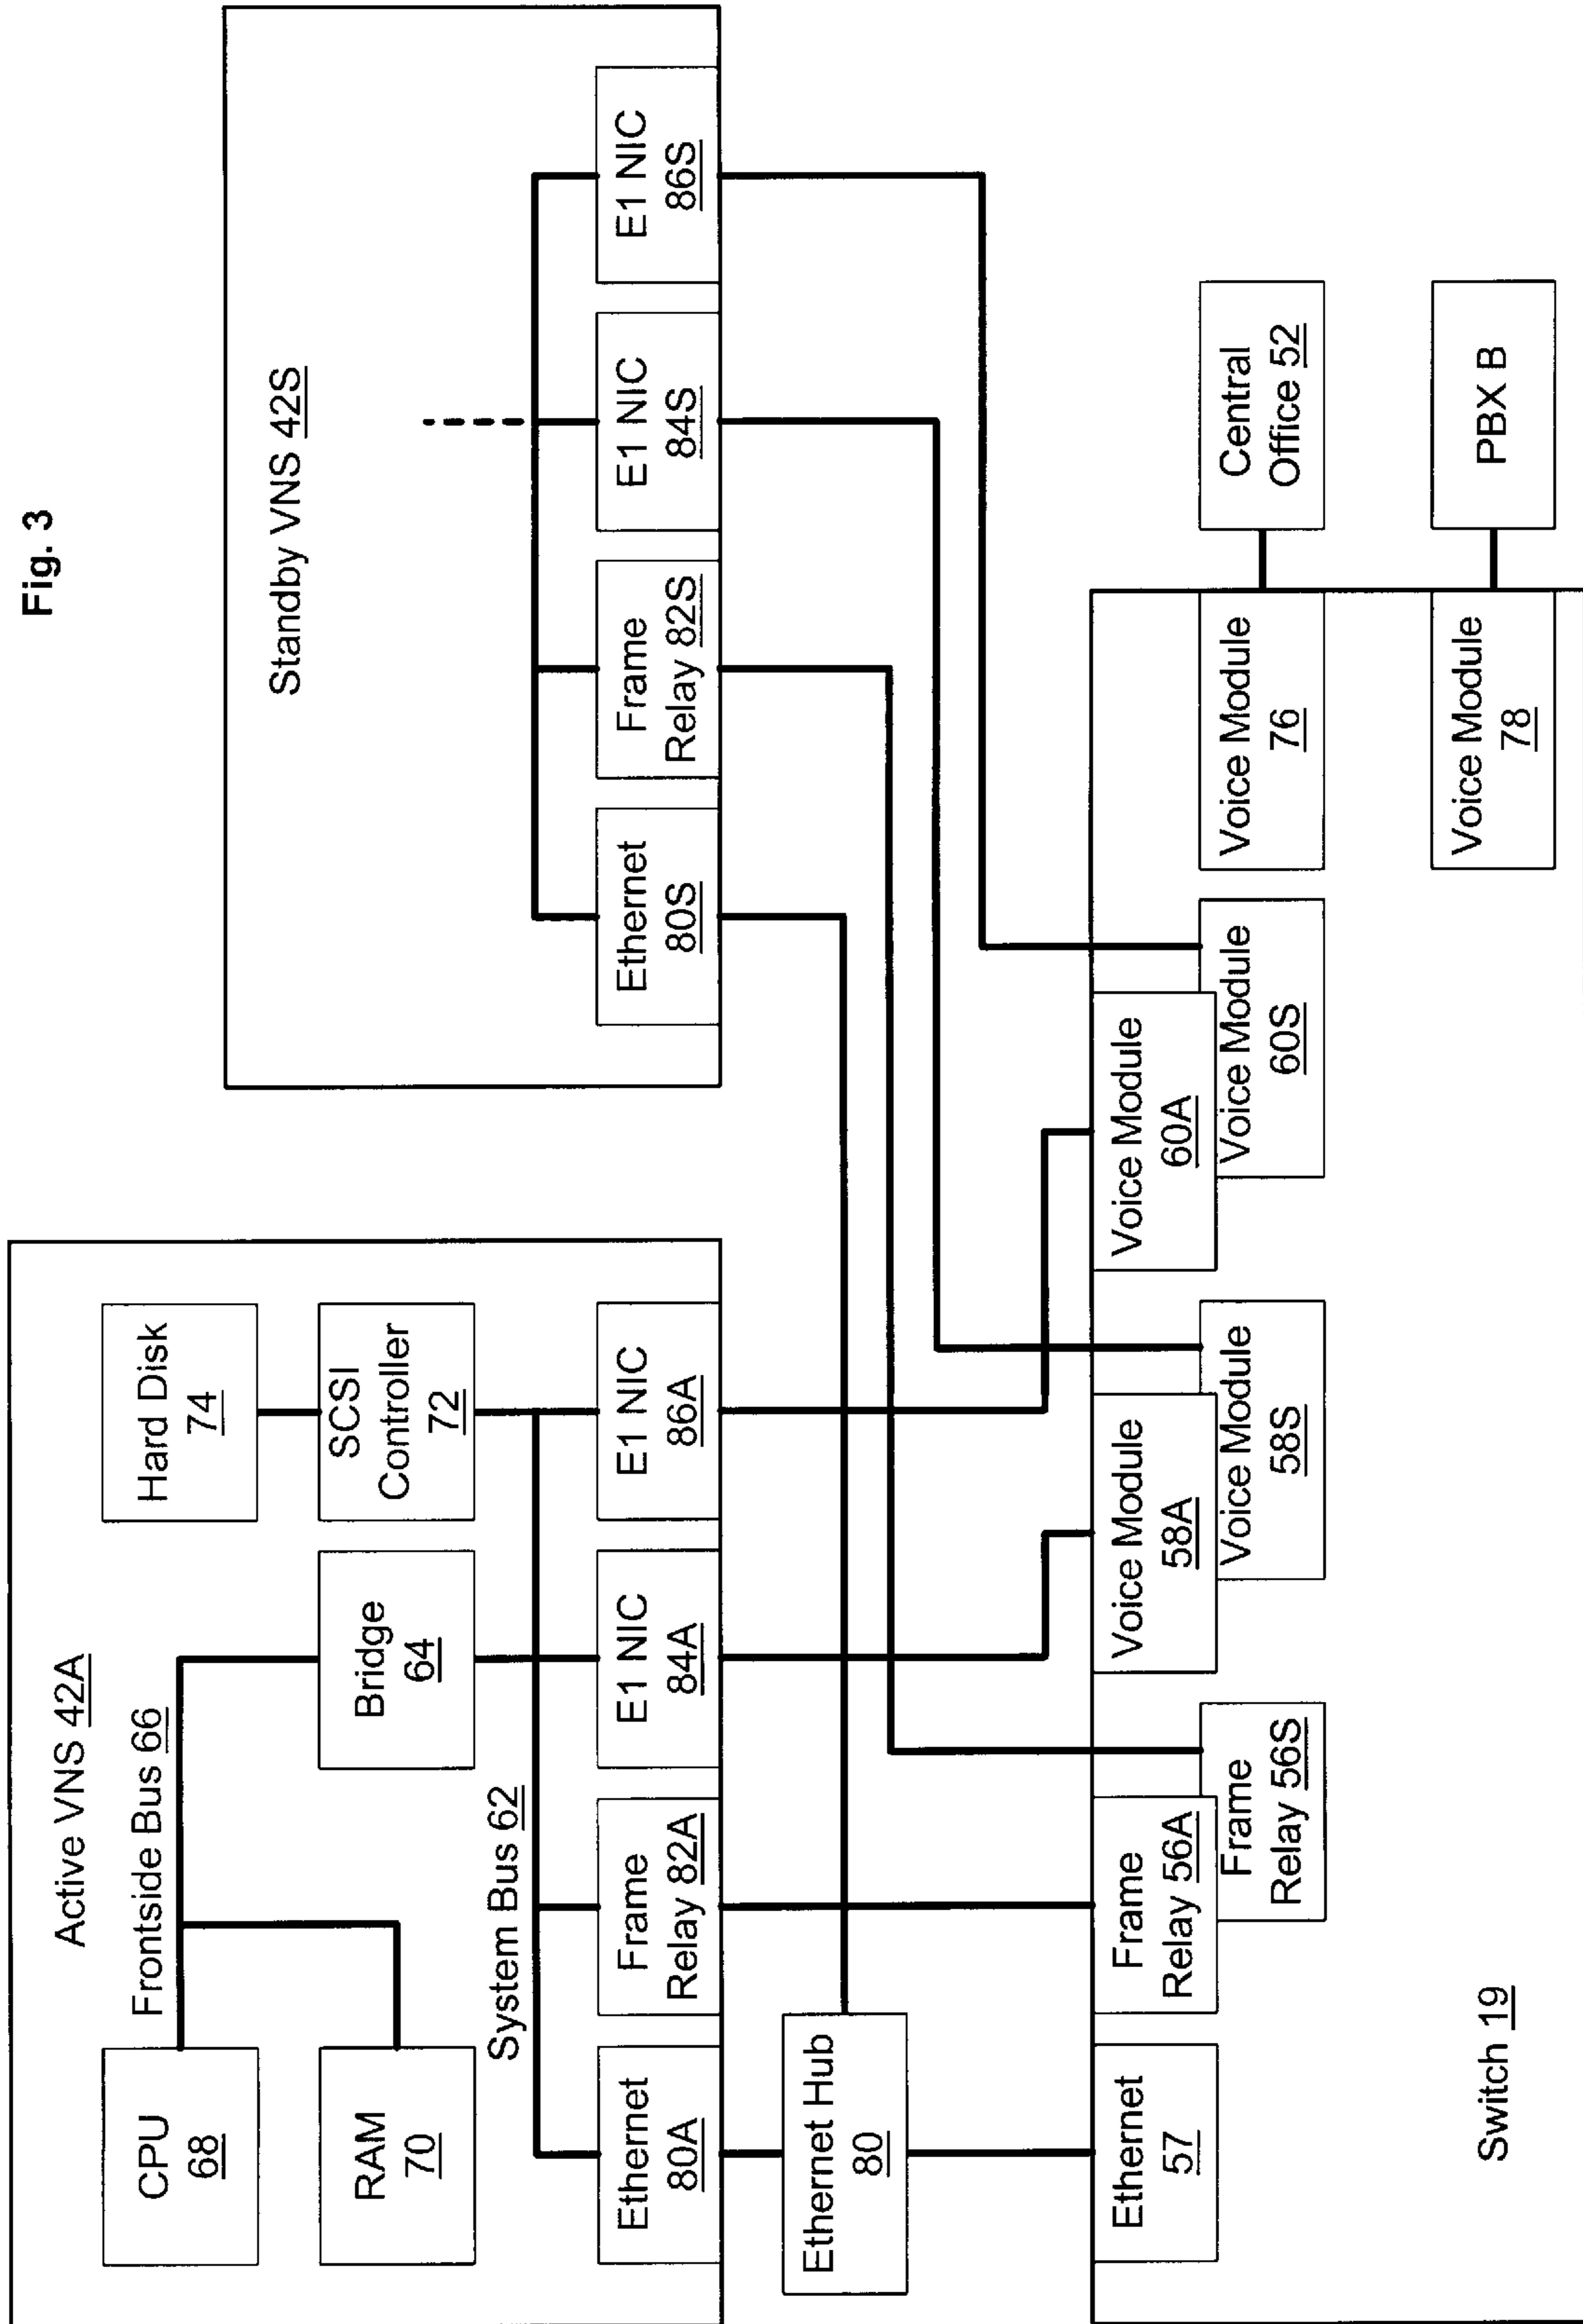 Fig. 3
Active VNS 42A
Frontside Bus 66
CPU
68
RAM
70
Bridge
64
Hard Disk
74
SCSI
Controller
72
System Bus 62
Ethernet
80A
Frame
Relay 82A
E1 NIC
84A
E1 NIC
86A
Standby VNS 42S
Ethernet
80S
Frame
Relay 82S
E1 NIC
84S
E1 NIC
86S
Ethernet Hub
80
Ethernet
57
Frame
Relay 56A
Frame
Relay 56S
Voice Module
58A
Voice Module
58S
Voice Module
60A
Voice Module
60S
Voice Module
76
Voice Module
78
Central
Office 52
PBX B
Switch 19